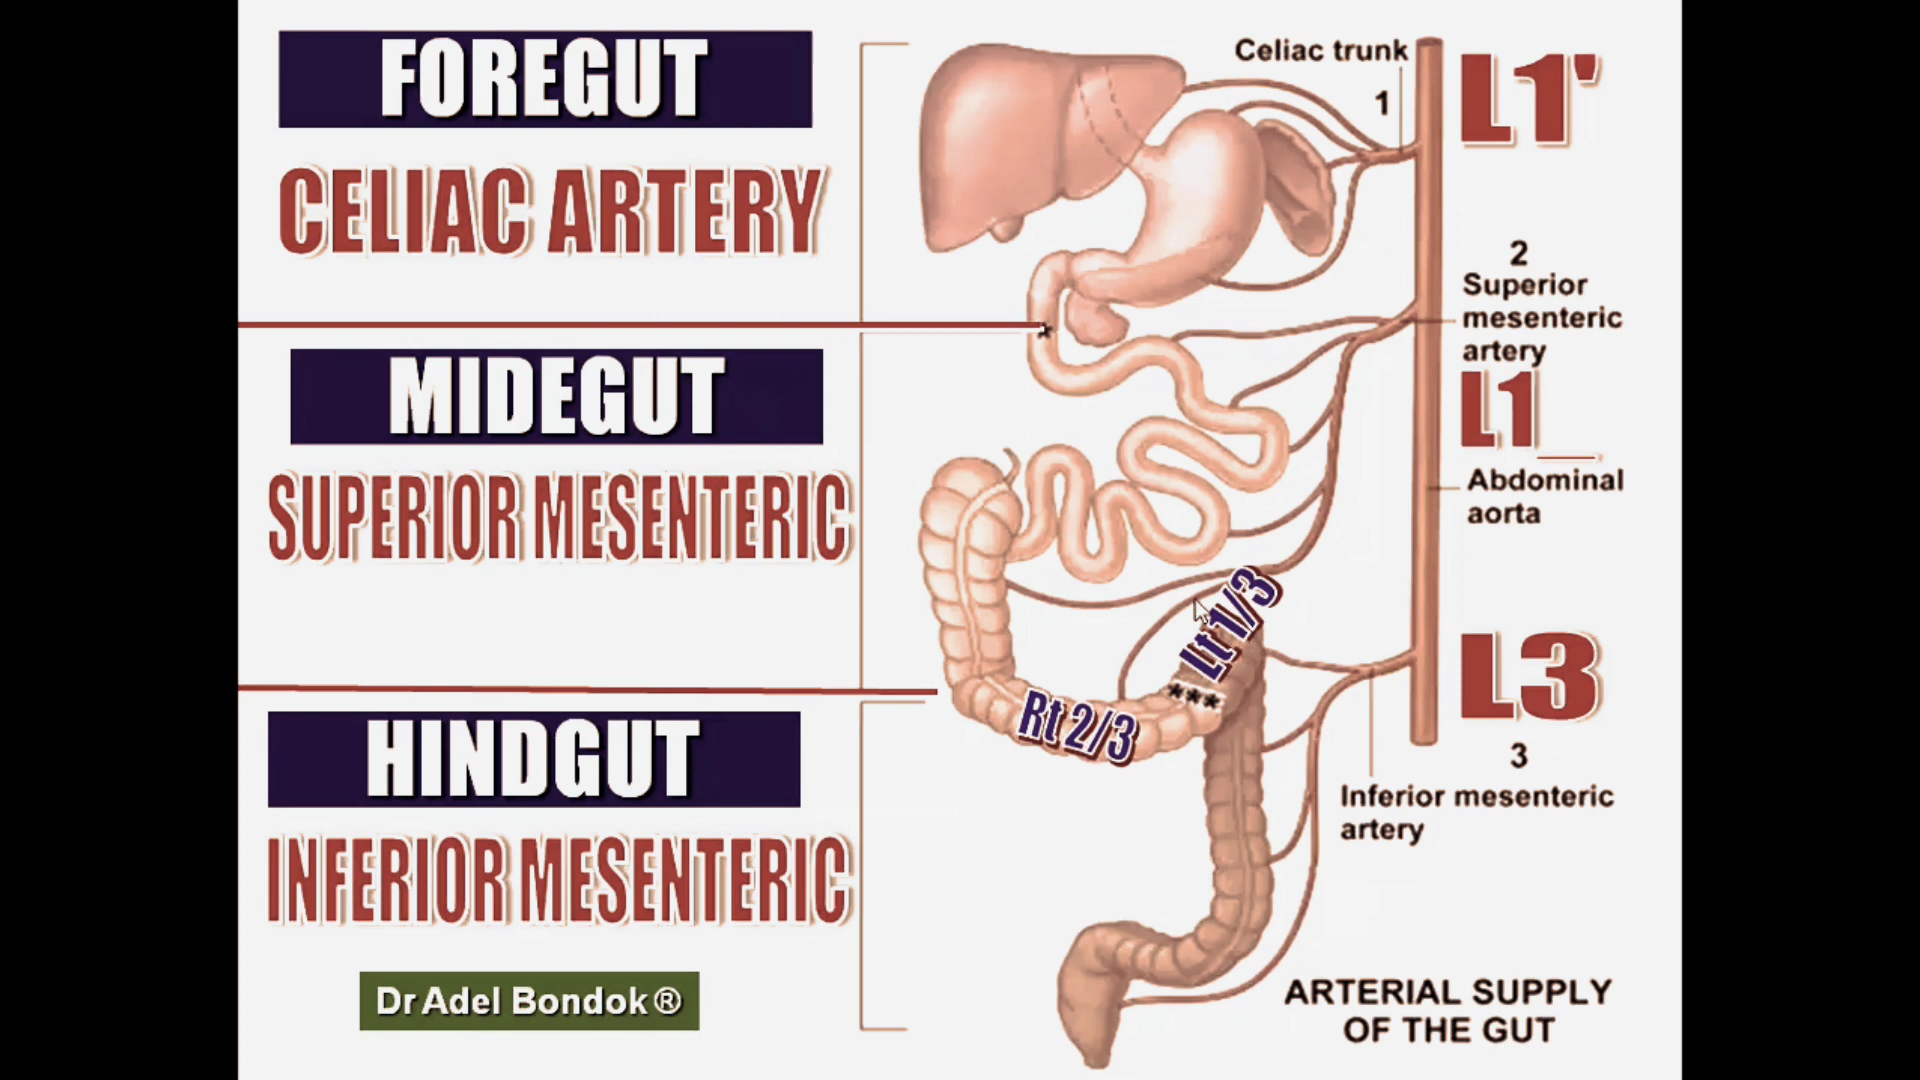 FOREGUT
CELIAC ARTERY
MIDEGUT
SUPERIOR MESENTERIC
HINDGUT
INFERIOR MESENTERIC
Dr Adel Bondok ®
Celiac trunk
1
L1'
2
Superior
mesenteric
artery
L1
Abdominal
aorta
Lt 1/3
***
Rt 2/3
L3
3
Inferior mesenteric
artery
ARTERIAL SUPPLY
OF THE GUT